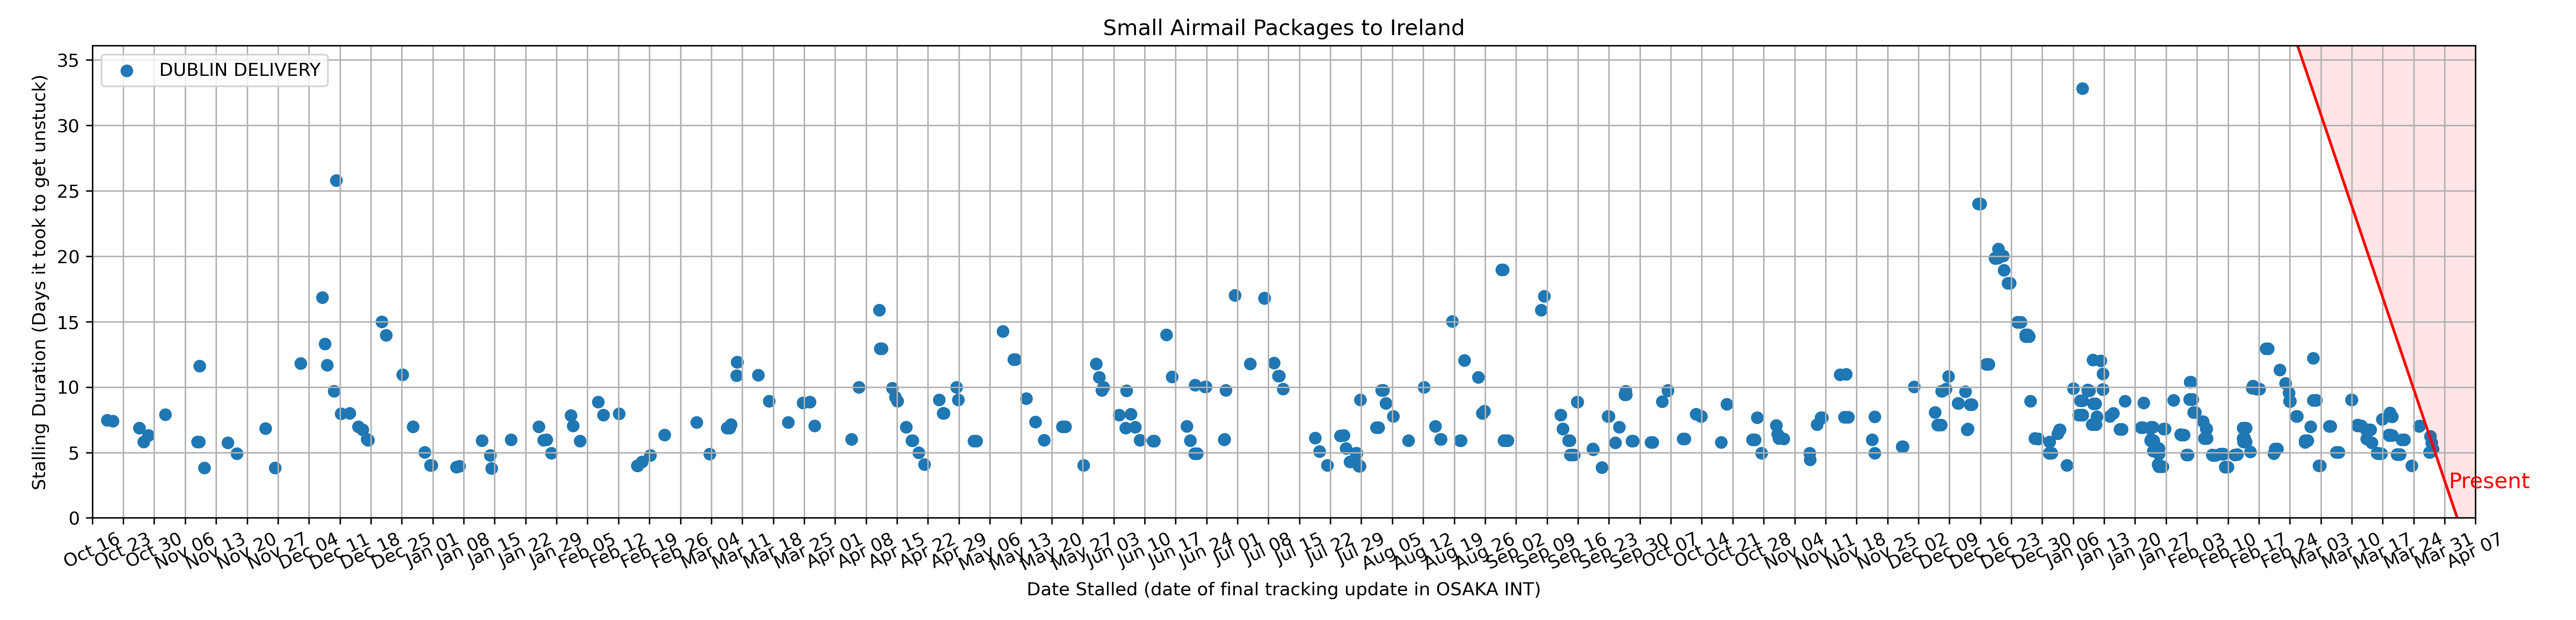 Small Airmail Packages to Ireland
DUBLIN DELIVERY
Stalling Duration (Days it took to get unstuck)
35
30
25
20
15
10
5
0
Present
Oct 16
Oct 23
Oct 30
Nov 06
Nov 13
Nov 20
Nov 27
Dec 04
Dec 11
Dec 18
Dec 25
Jan 01
Jan 08
Jan 15
Jan 22
Jan 29
Feb 05
Feb 12
Feb 19
Feb 26
Mar 04
Mar 11
Mar 18
Mar 25
Apr 01
Apr 08
Apr 15
Apr 22
Apr 29
May 06
May 13
May 20
May 27
Jun 03
Jun 10
Jun 17
Jun 24
Jul 01
Jul 08
Jul 15
Jul 22
Jul 29
Aug 05
Aug 12
Aug 19
Aug 26
Sep 02
Sep 09
Sep 16
Sep 23
Sep 30
Oct 07
Oct 14
Oct 21
Oct 28
Nov 04
Nov 11
Nov 18
Nov 25
Dec 02
Dec 09
Dec 16
Dec 23
Dec 30
Jan 06
Jan 13
Jan 20
Jan 27
Feb 03
Feb 10
Feb 17
Feb 24
Mar 03
Mar 10
Mar 17
Mar 24
Mar 31
Apr 07
Date Stalled (date of final tracking update in OSAKA INT)